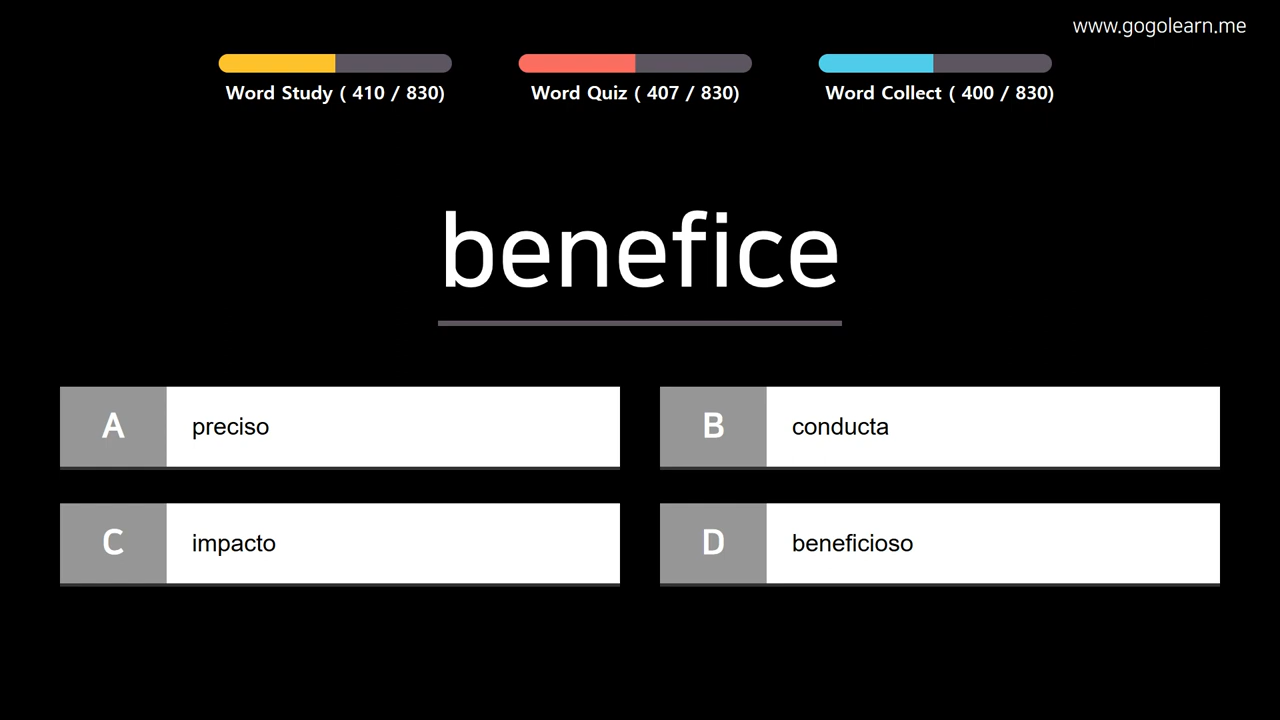 www.gogolearn.me
Word Study ( 410 / 830)
Word Quiz ( 407 / 830)
Word Collect ( 400 / 830)
benefice
A preciso
B conducta
C impacto
D beneficioso